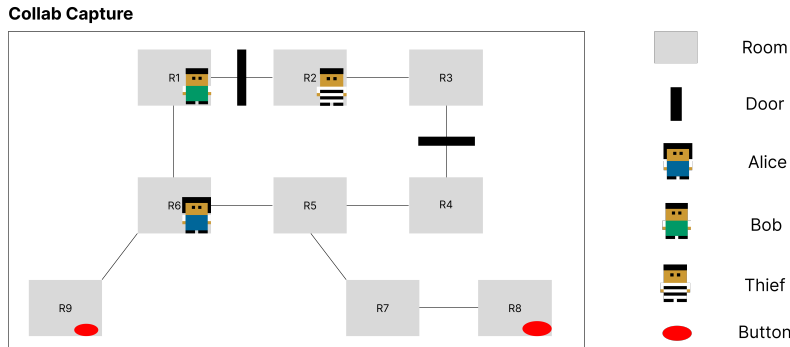 Collab Capture
R1
R2
R3
Room
Door
Alice
R6
R5
R4
Bob
Thief
R9
R7
R8
Button